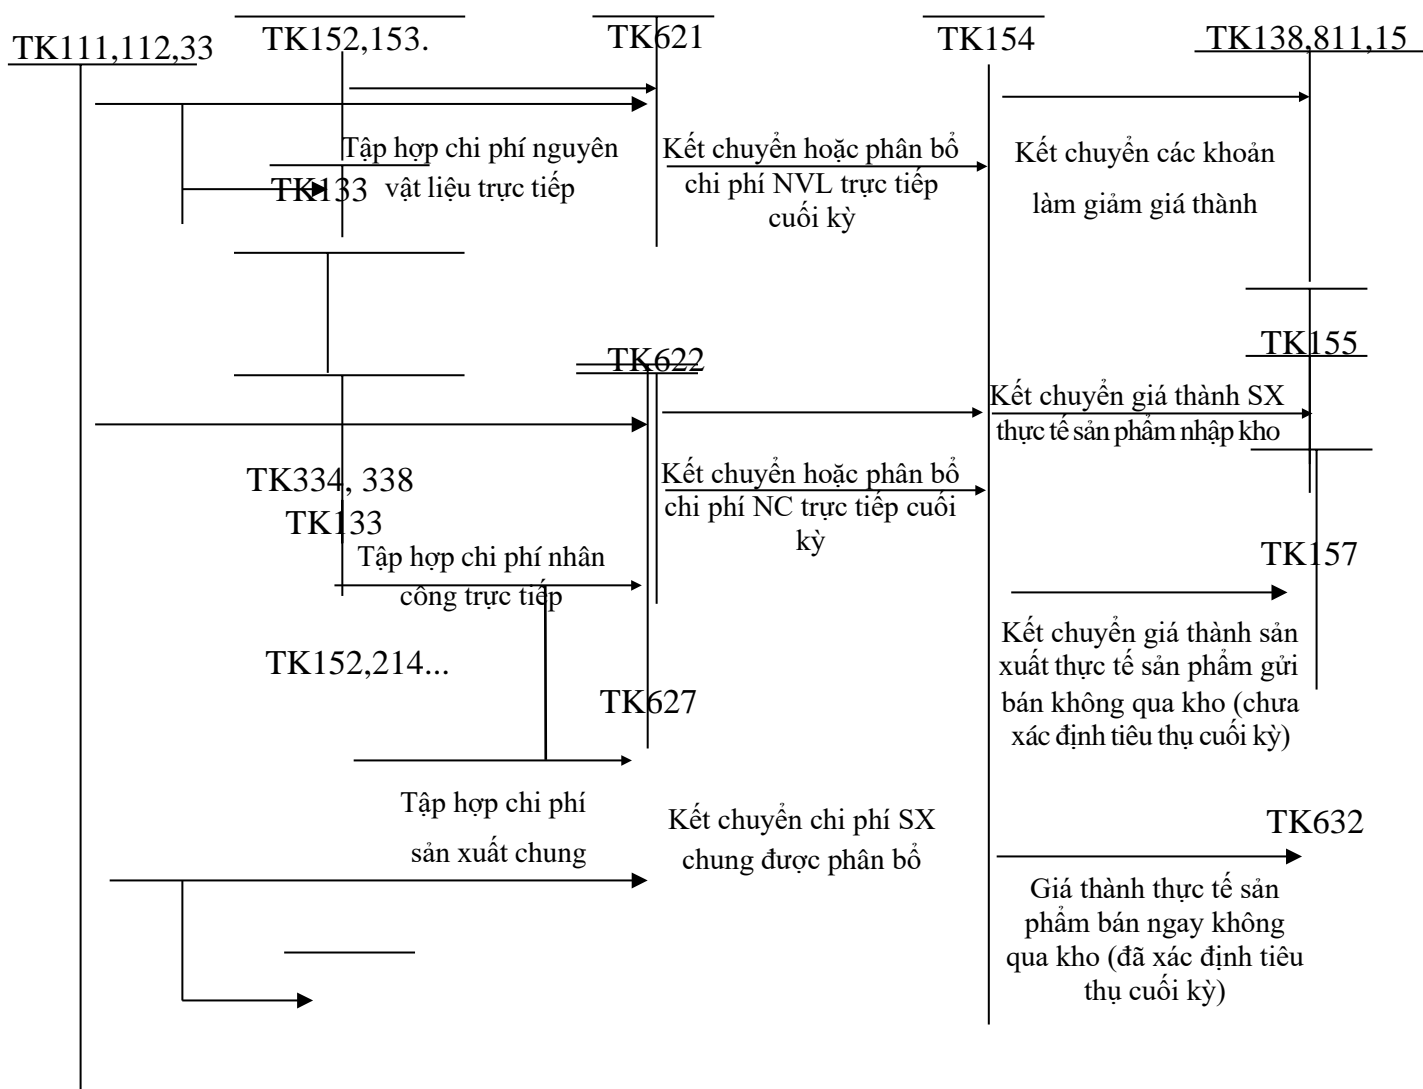 TK111,112,33
TK152,153.
TK621
TK154
TK138,811,15
Tập hợp chi phí nguyên
vật liệu trực tiếp
TK133
Kết chuyển hoặc phân bổ
chi phí NVL trực tiếp
cuối kỳ
Kết chuyển các khoản
làm giảm giá thành
TK622
TK155
Kết chuyển giá thành SX
thực tế sản phẩm nhập kho
TK334, 338
TK133
Kết chuyển hoặc phân bổ
chi phí NC trực tiếp cuối
kỳ
Tập hợp chi phí nhân
công trực tiếp
TK157
Kết chuyển giá thành sản
xuất thực tế sản phẩm gửi
bán không qua kho (chưa
xác định tiêu thụ cuối kỳ)
TK152,214...
TK627
Tập hợp chi phí
sản xuất chung
Kết chuyển chi phí SX
chung được phân bổ
TK632
Giá thành thực tế sản
phẩm bán ngay không
qua kho (đã xác định tiêu
thụ cuối kỳ)